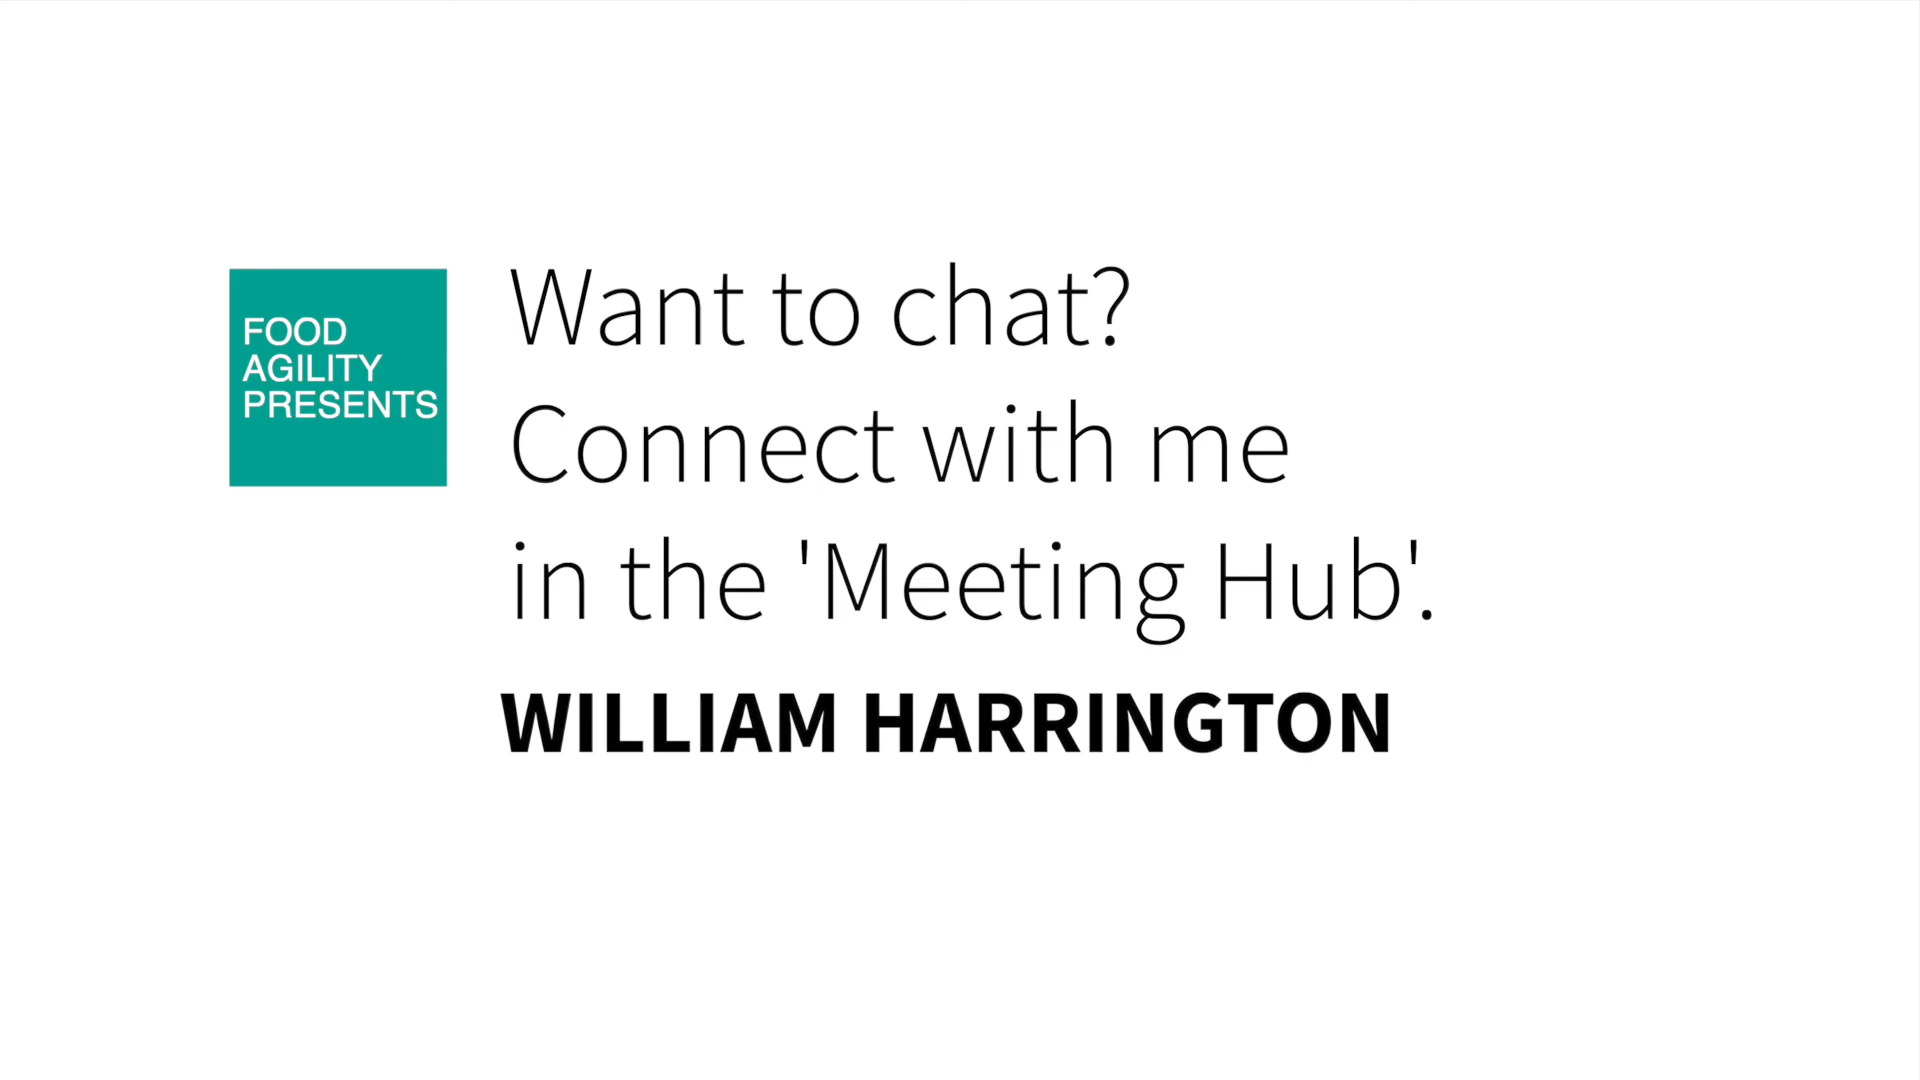 FOOD
AGILITY
PRESENTS
Want to chat?
Connect with me
in the 'Meeting Hub'.
WILLIAM HARRINGTON